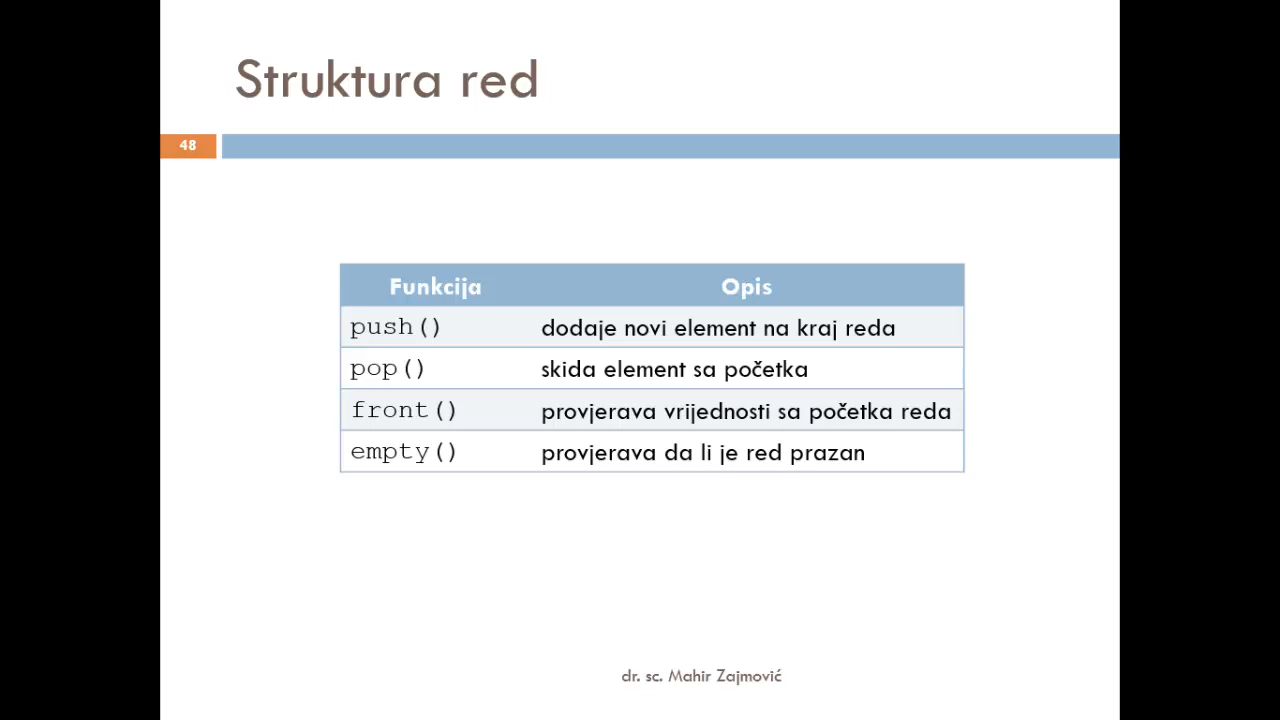 Struktura red
48
Funkcija Opis
push() dodaje novi element na kraj reda
pop() skida element sa početka
front() provjerava vrijednosti sa početka reda
empty() provjerava da li je red prazan
dr. sc. Mahir Zajmović